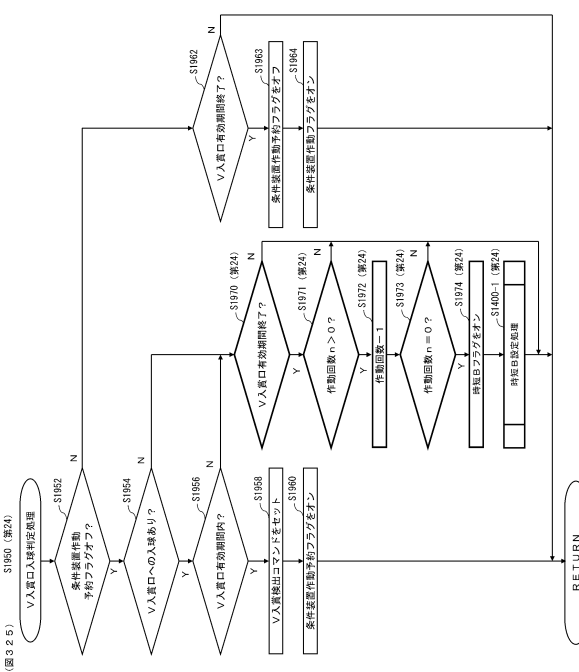 (図３２５)
S1950 (第24)
Ｖ入賞口入球判定処理
S1952
条件装置作動
予約フラグオフ？
N
Y
S1954
Ｖ入賞口への入球あり？
N
Y
S1956
Ｖ入賞口有効期間内？
N
Y
S1958
Ｖ入賞検出コマンドをセット
S1960
条件装置作動予約フラグをオン
S1970 (第24)
Ｖ入賞口有効期間終了？
N
Y
S1971 (第24)
作動回数ｎ＞０？
N
Y
S1972 (第24)
作動回数－１
S1973 (第24)
作動回数ｎ＝０？
N
Y
S1974 (第24)
時短Ｂフラグをオン
S1400-1 (第24)
時短Ｂ設定処理
S1962
Ｖ入賞口有効期間終了？
N
Y
S1963
条件装置作動予約フラグをオフ
S1964
条件装置作動フラグをオン
ＲＥＴＵＲＮ